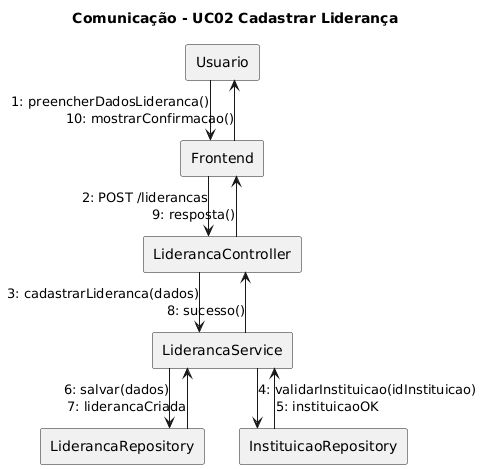 Comunicação - UC02 Cadastrar Liderança
Usuario
1: preencherDadosLideranca()
10: mostrarConfirmacao()
Frontend
2: POST /liderancas
9: resposta()
LiderancaController
3: cadastrarLideranca(dados)
8: sucesso()
LiderancaService
6: salvar(dados)
7: liderancaCriada
4: validarInstituicao(idInstituicao)
5: instituicaoOK
LiderancaRepository
InstituicaoRepository